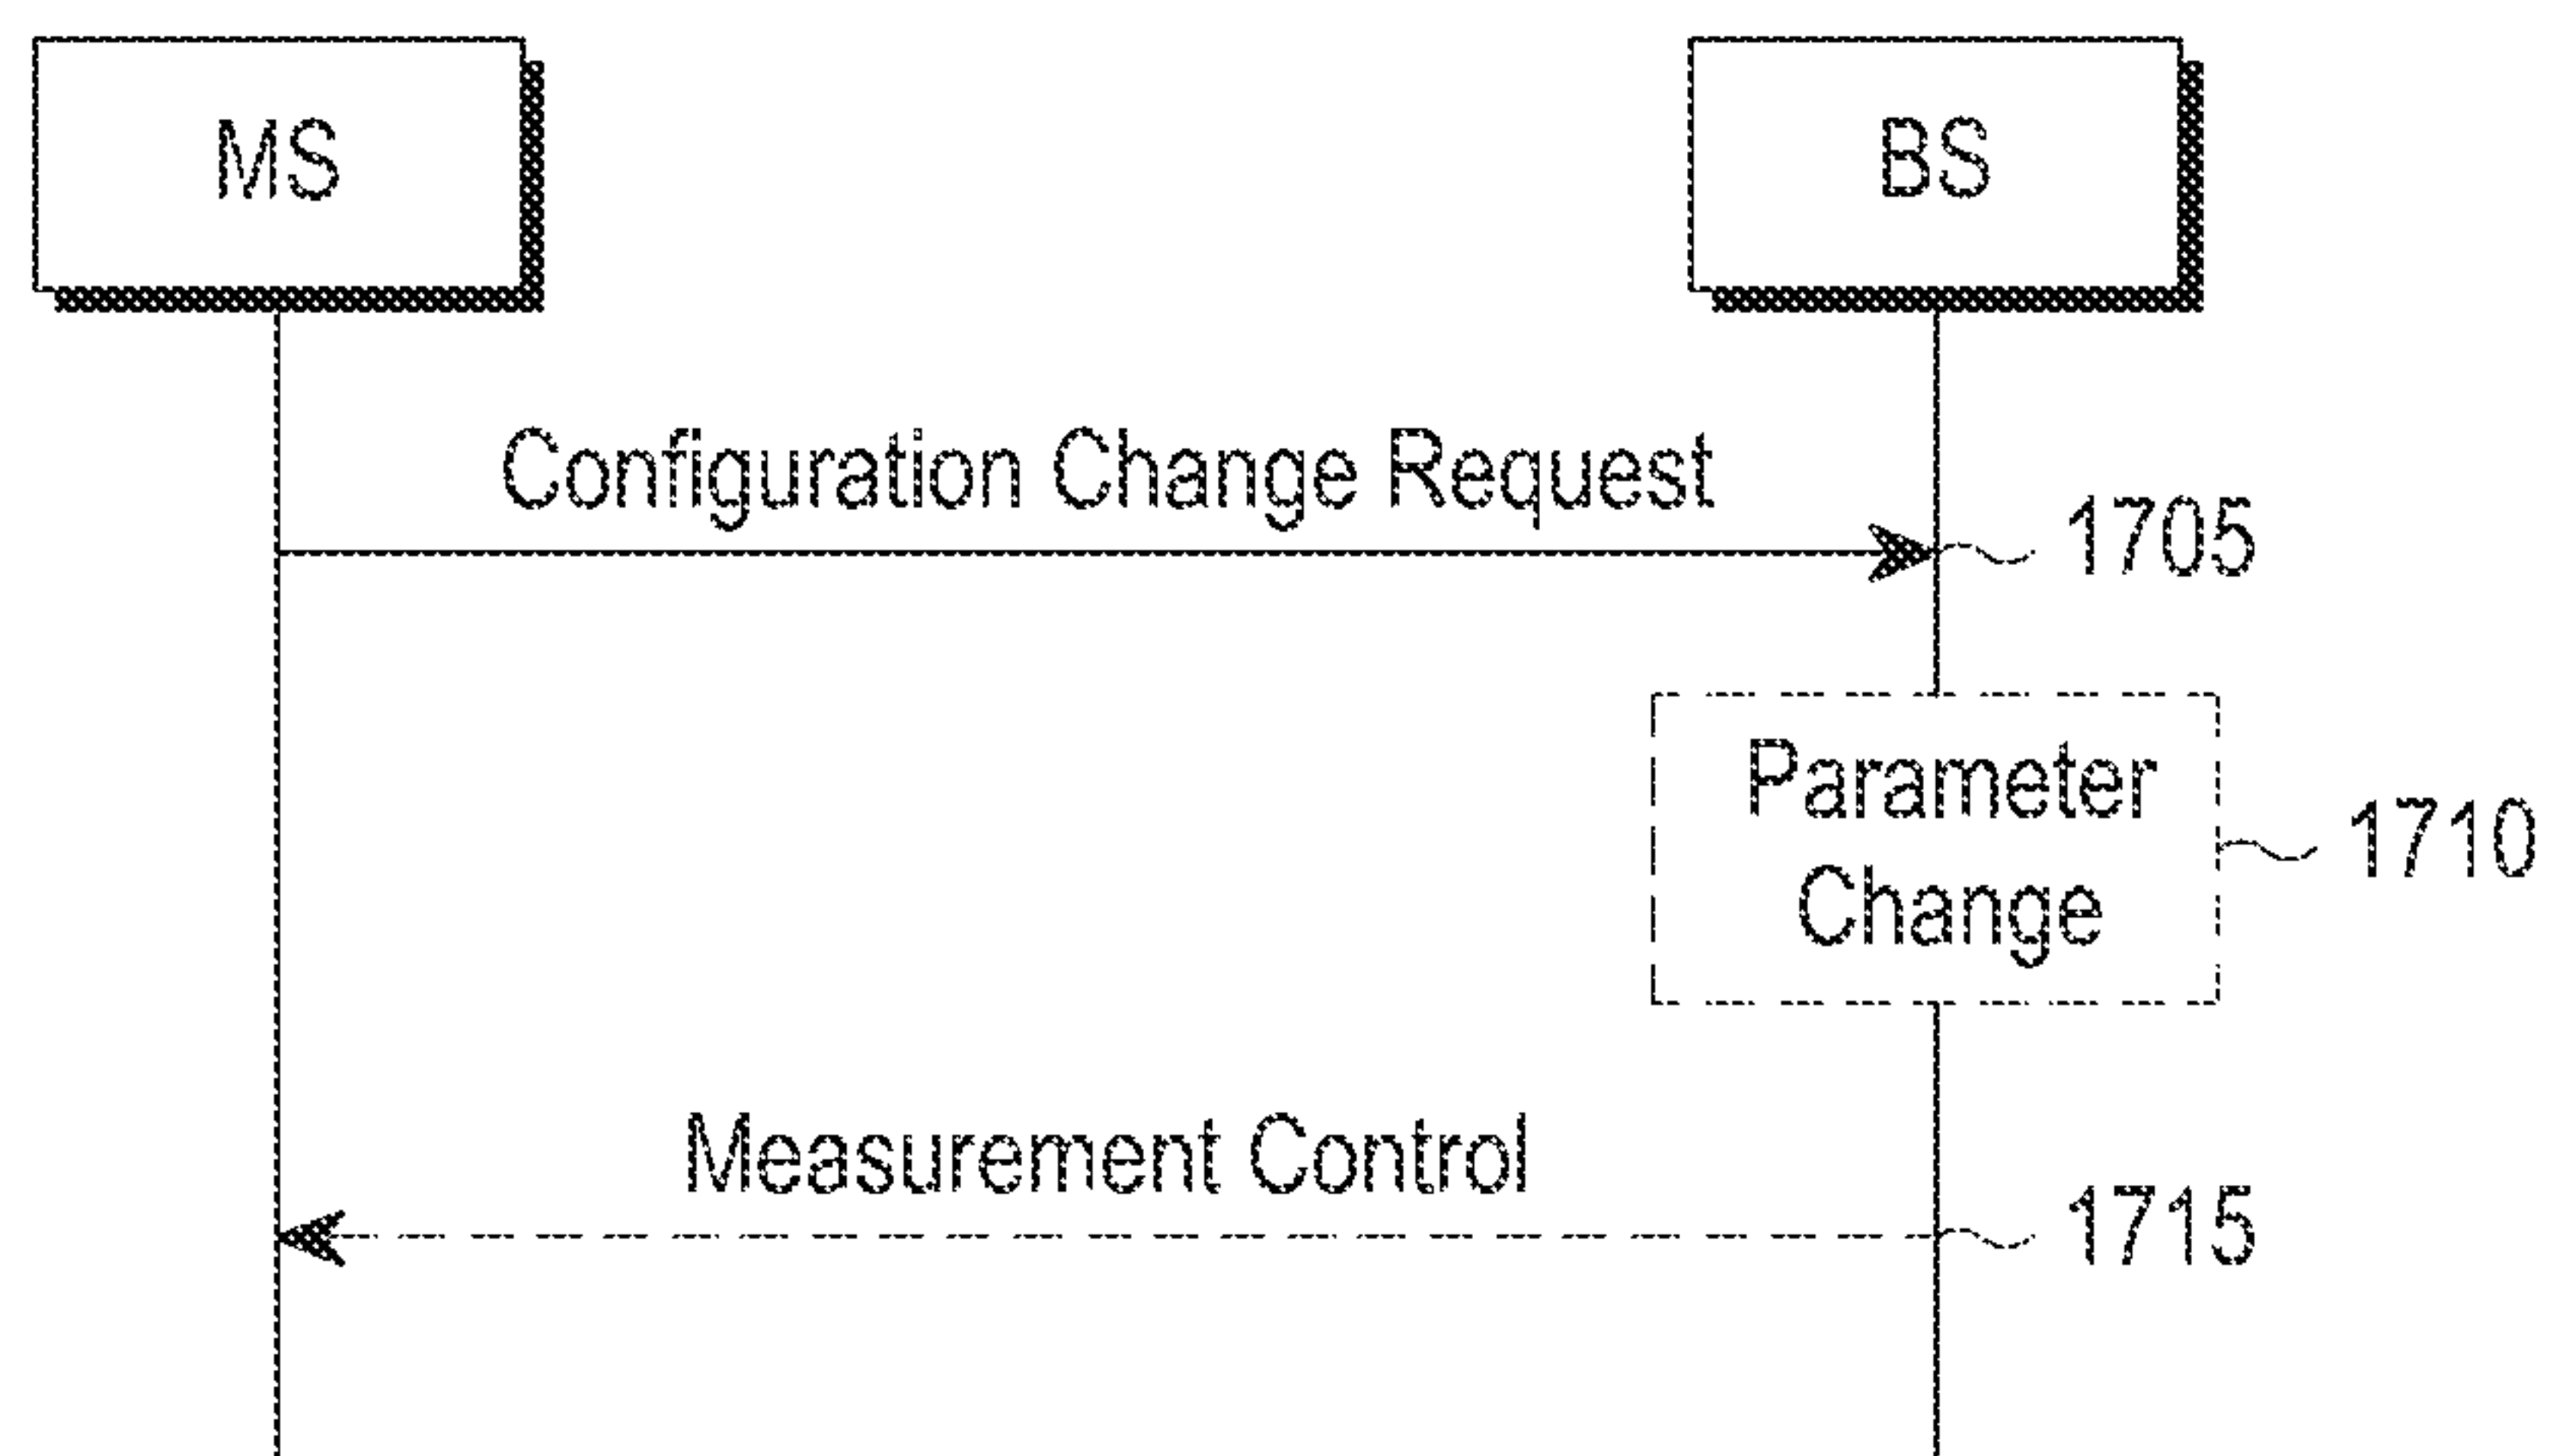 MS
BS
Configuration Change Request
1705
Parameter
Change
1710
Measurement Control
1715